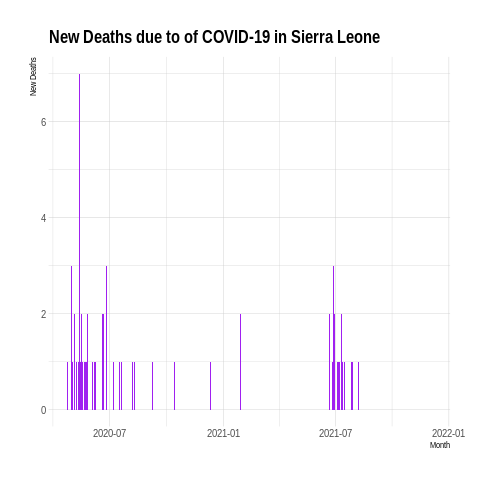 New Deaths due to of COVID-19 in Sierra Leone
New Deaths
6
4
2
0
2020-07 2021-01 2021-07 2022-01
Month